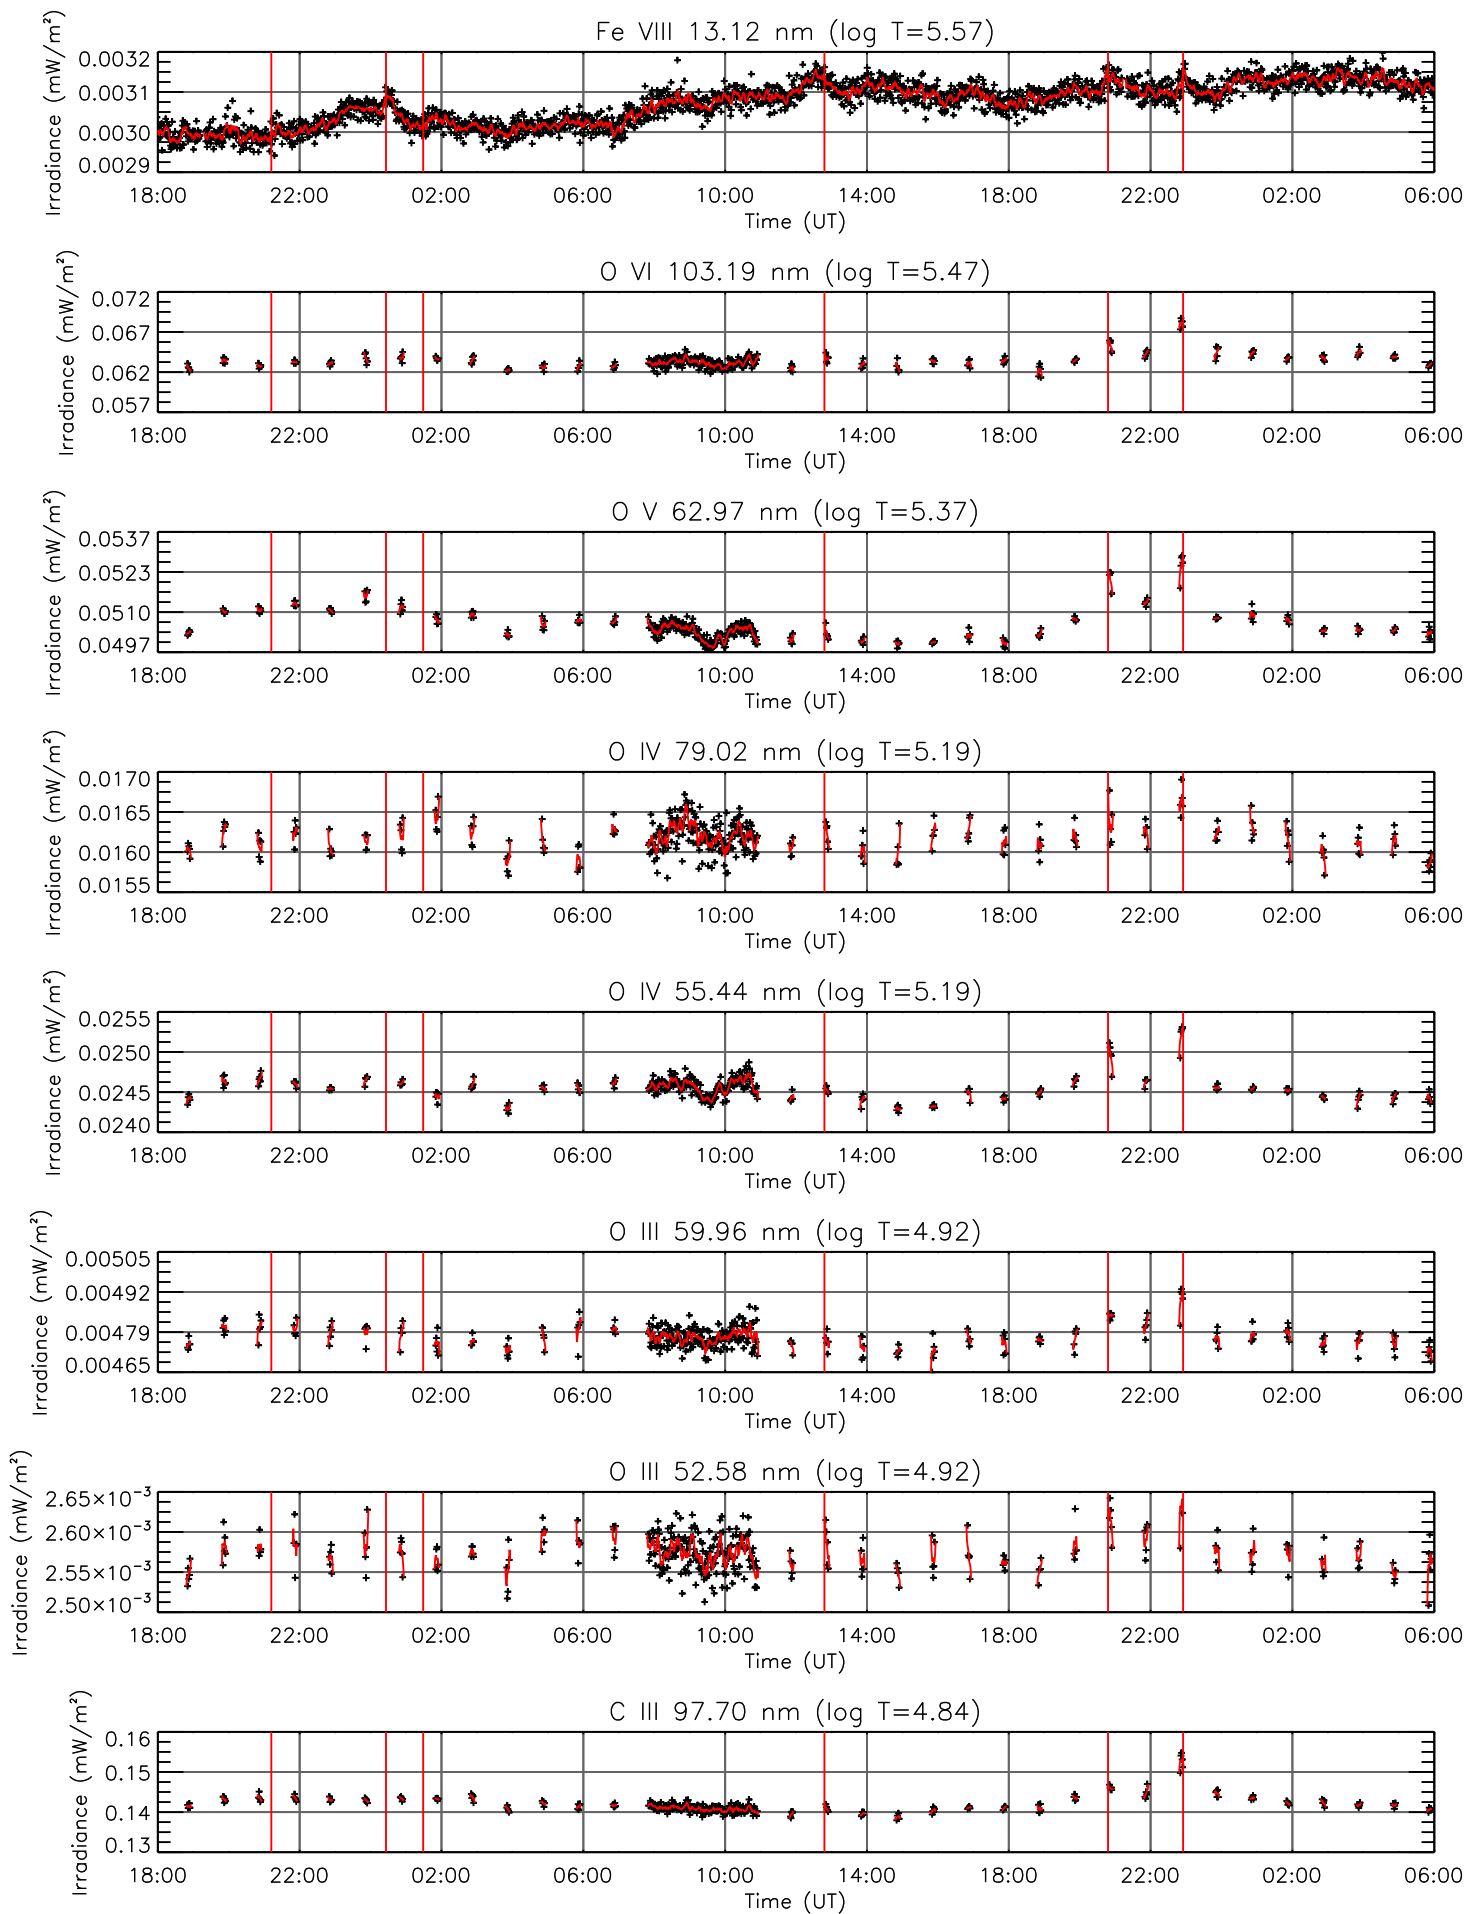 Fe VIII 13.12 nm (log T=5.57)
Irradiance (mW/m²)
0.0032
0.0031
0.0030
0.0029
18:00 22:00 02:00 06:00 10:00 14:00 18:00 22:00 02:00 06:00
Time (UT)
O VI 103.19 nm (log T=5.47)
Irradiance (mW/m²)
0.072
0.067
0.062
0.057
18:00 22:00 02:00 06:00 10:00 14:00 18:00 22:00 02:00 06:00
Time (UT)
O V 62.97 nm (log T=5.37)
Irradiance (mW/m²)
0.0537
0.0523
0.0510
0.0497
18:00 22:00 02:00 06:00 10:00 14:00 18:00 22:00 02:00 06:00
Time (UT)
O IV 79.02 nm (log T=5.19)
Irradiance (mW/m²)
0.0170
0.0165
0.0160
0.0155
18:00 22:00 02:00 06:00 10:00 14:00 18:00 22:00 02:00 06:00
Time (UT)
O IV 55.44 nm (log T=5.19)
Irradiance (mW/m²)
0.0255
0.0250
0.0245
0.0240
18:00 22:00 02:00 06:00 10:00 14:00 18:00 22:00 02:00 06:00
Time (UT)
O III 59.96 nm (log T=4.92)
Irradiance (mW/m²)
0.00505
0.00492
0.00479
0.00465
18:00 22:00 02:00 06:00 10:00 14:00 18:00 22:00 02:00 06:00
Time (UT)
O III 52.58 nm (log T=4.92)
Irradiance (mW/m²)
2.65×10⁻³
2.60×10⁻³
2.55×10⁻³
2.50×10⁻³
18:00 22:00 02:00 06:00 10:00 14:00 18:00 22:00 02:00 06:00
Time (UT)
C III 97.70 nm (log T=4.84)
Irradiance (mW/m²)
0.16
0.15
0.14
0.13
18:00 22:00 02:00 06:00 10:00 14:00 18:00 22:00 02:00 06:00
Time (UT)